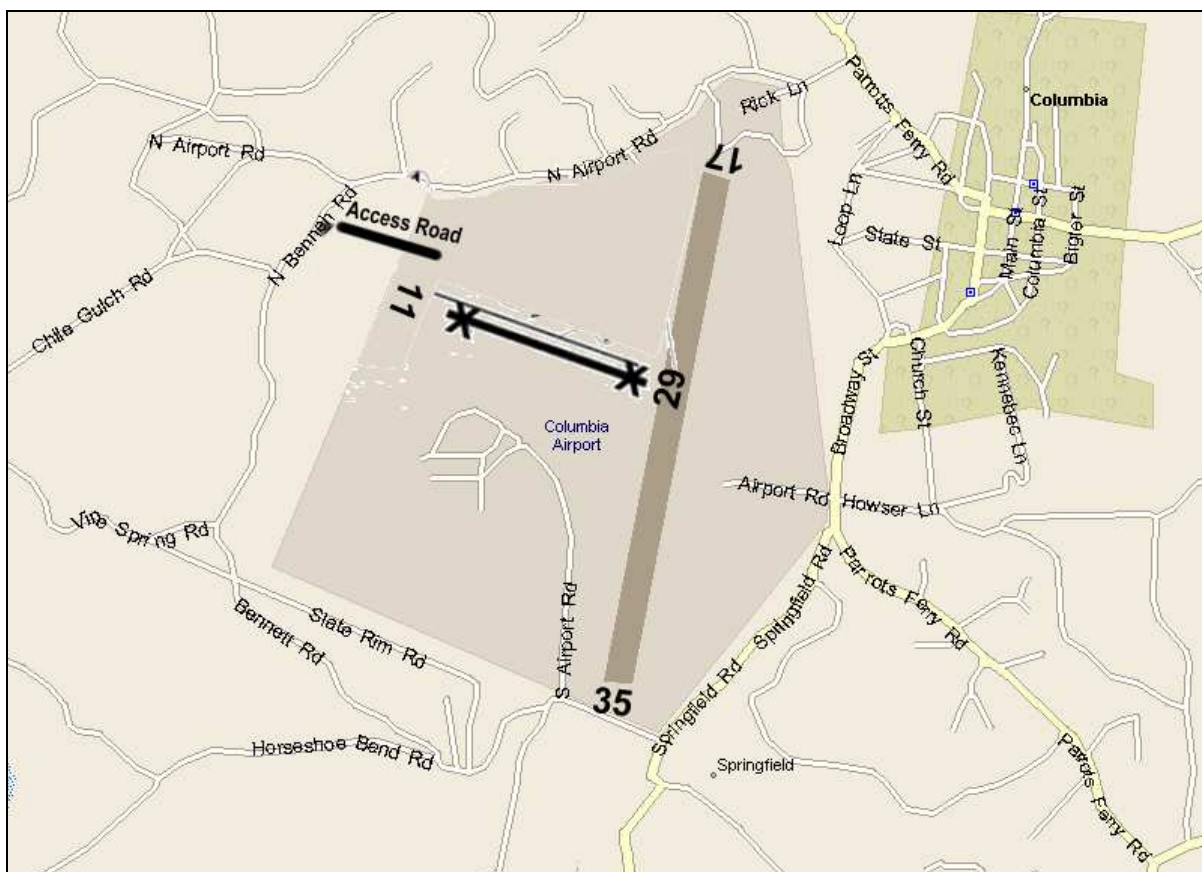 Columbia
Parrotts Ferry Rd
Rick Ln
N Airport Rd
N Airport Rd
17
Loop Ln
State St
Main St
Columbia St
Bigler St
N Bennett Rd
Access Road
Chile Gulch Rd
11
29
Church St
Kennebec Ln
Broadway St
Columbia
Airport
Airport Rd
Howser Ln
Vine Spring Rd
Bennett Rd
Slate Rim Rd
S Airport Rd
Springfield Rd
Parrots Ferry Rd
Springfield Rd
35
Horseshoe Bend Rd
Springfield
Parrots Ferry Rd